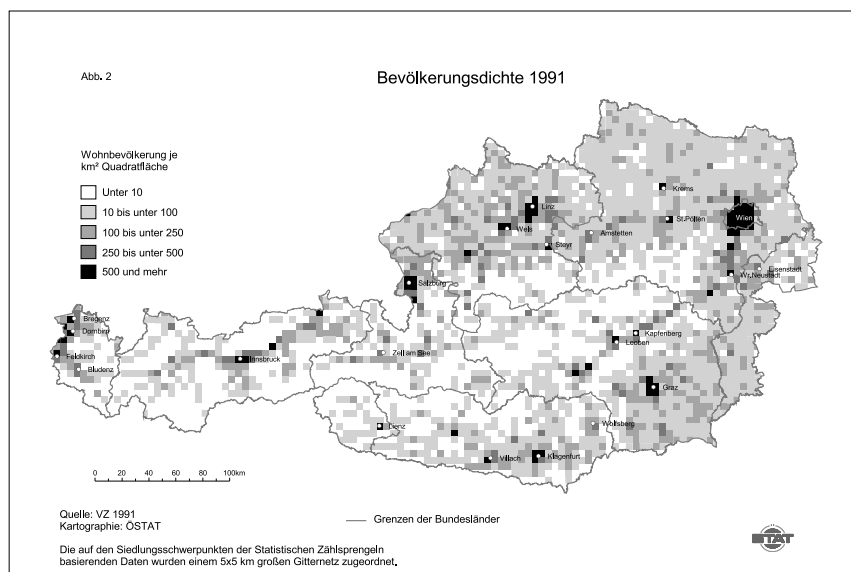 Abb. 2
Bevölkerungsdichte 1991
Wohnbevölkerung je
km² Quadratfläche
Unter 10
10 bis unter 100
100 bis unter 250
250 bis unter 500
500 und mehr
Krems
Linz
Wien
St.Pölten
Wels
Amstetten
Steyr
Eisenstadt
Wr.Neustadt
Salzburg
Bregenz
Dornbirn
Kapfenberg
Leoben
Feldkirch
Innsbruck
Zell am See
Bludenz
Graz
Lienz
Wolfsberg
Villach
Klagenfurt
0 20 40 60 80 100km
Quelle: VZ 1991
Kartographie: ÖSTAT
Grenzen der Bundesländer
Die auf den Siedlungsschwerpunkten der Statistischen Zählsprengeln
basierenden Daten wurden einem 5x5 km großen Gitternetz zugeordnet.
STAT